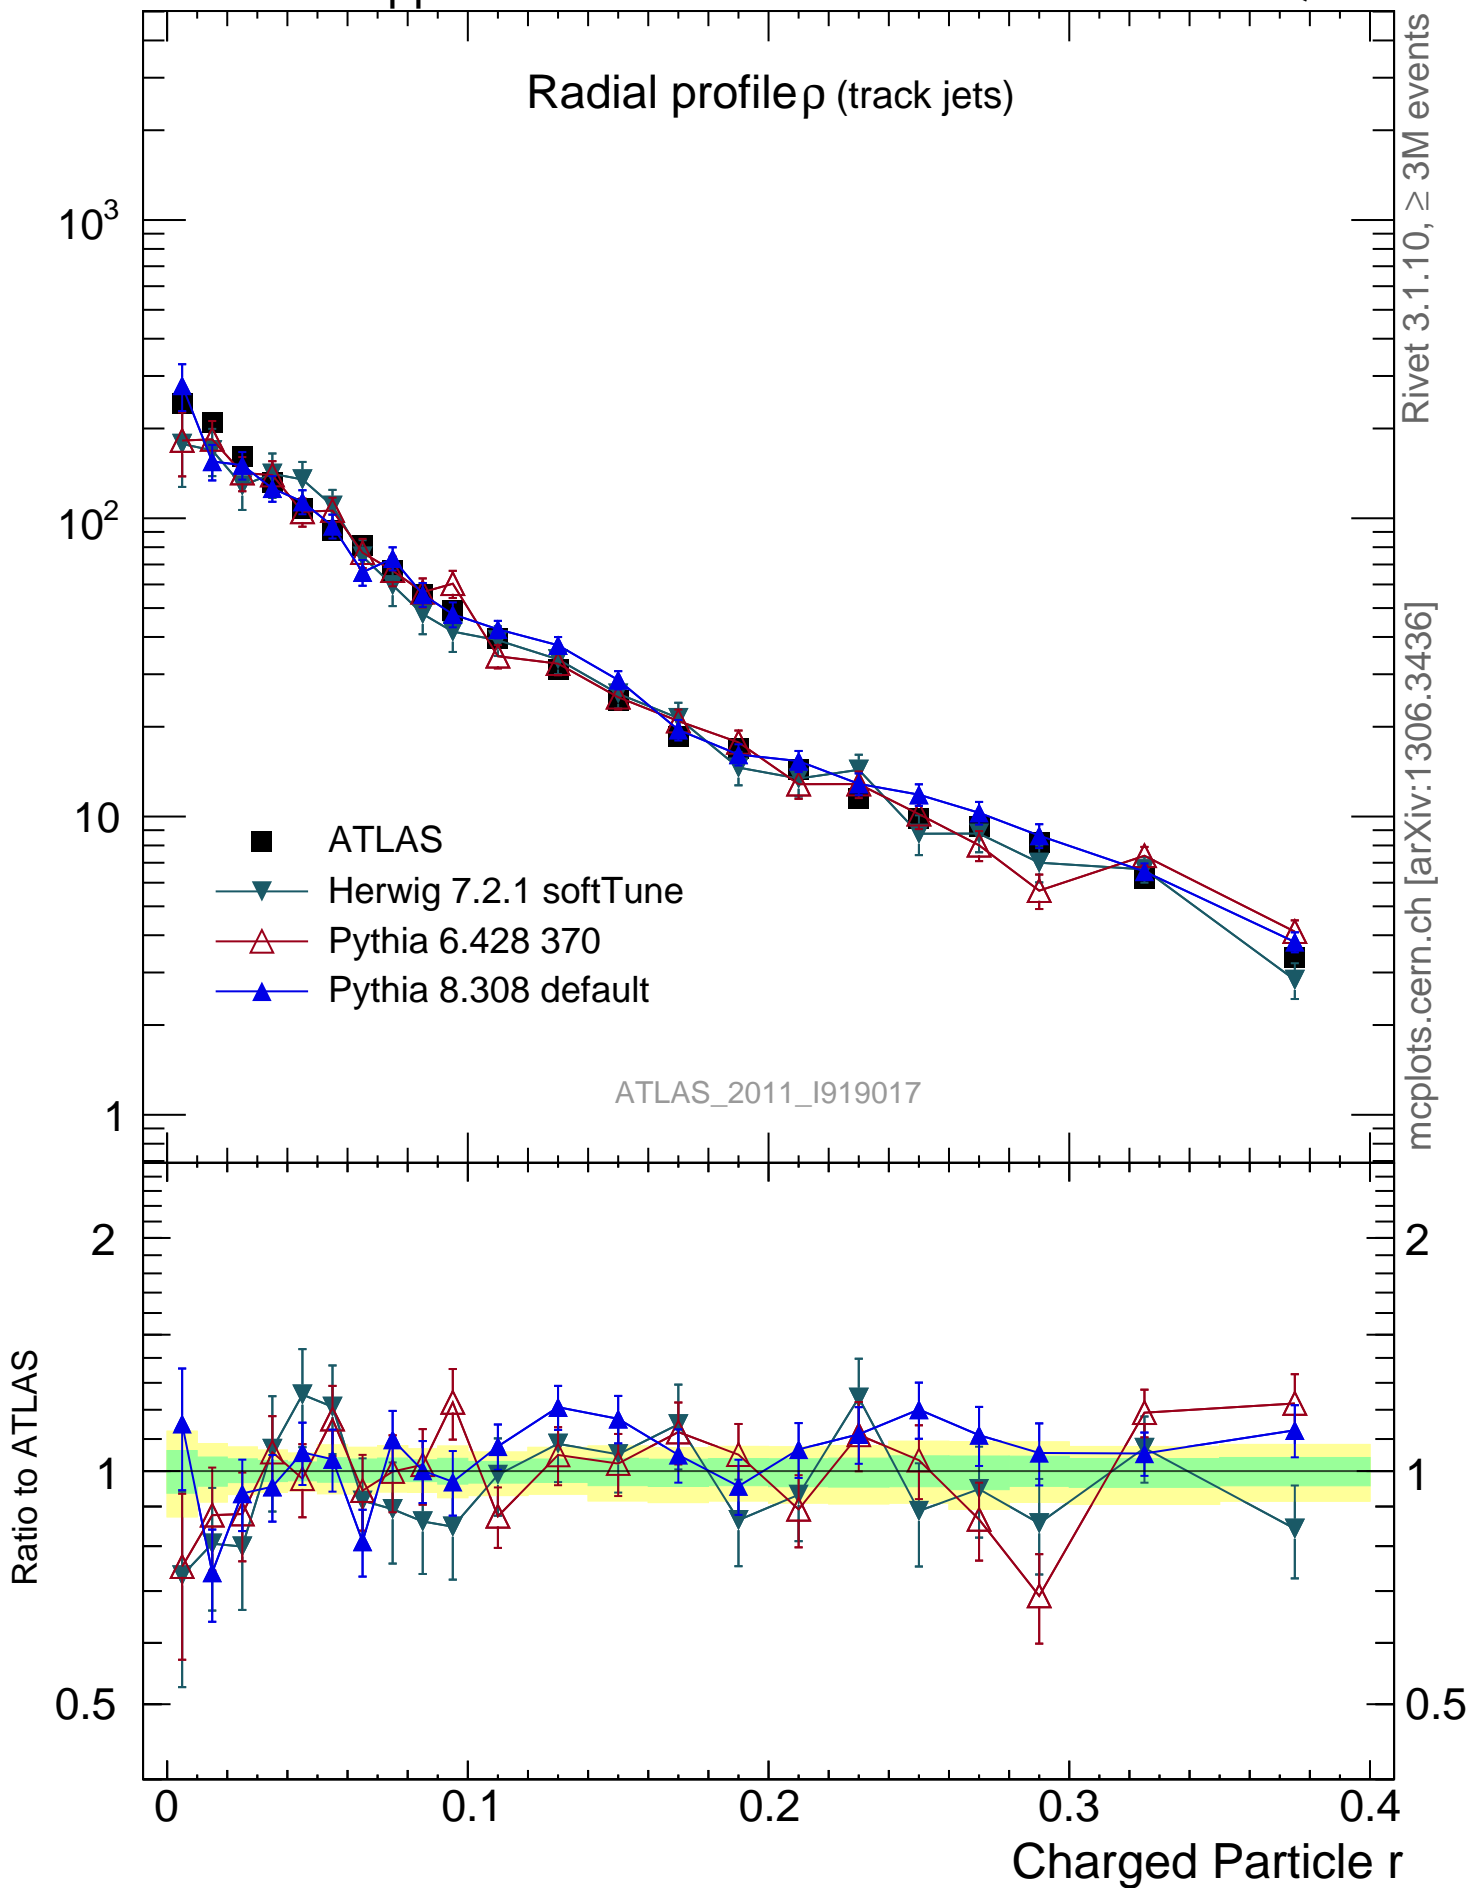 Radial profile ρ (track jets)
10³
10²
10
1
ATLAS
Herwig 7.2.1 softTune
Pythia 6.428 370
Pythia 8.308 default
ATLAS_2011_I919017
Rivet 3.1.10, ≥ 3M events
mcplots.cern.ch [arXiv:1306.3436]
Ratio to ATLAS
2
1
0.5
2
1
0.5
0
0.1
0.2
0.3
0.4
Charged Particle r